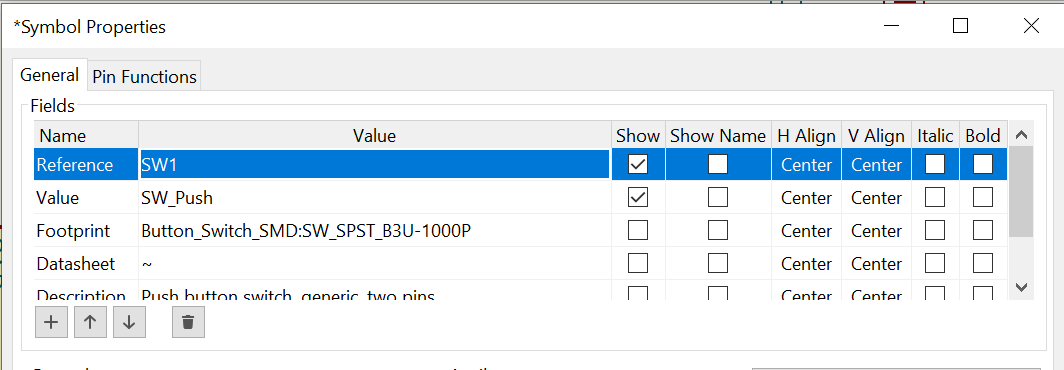 *Symbol Properties
General Pin Functions
Fields
Name Value Show Show Name H Align V Align Italic Bold
Reference SW1 Center Center
Value SW_Push Center Center
Footprint Button_Switch_SMD:SW_SPST_B3U-1000P Center Center
Datasheet ~ Center Center
Description Push button switch, generic, two pins Center Center